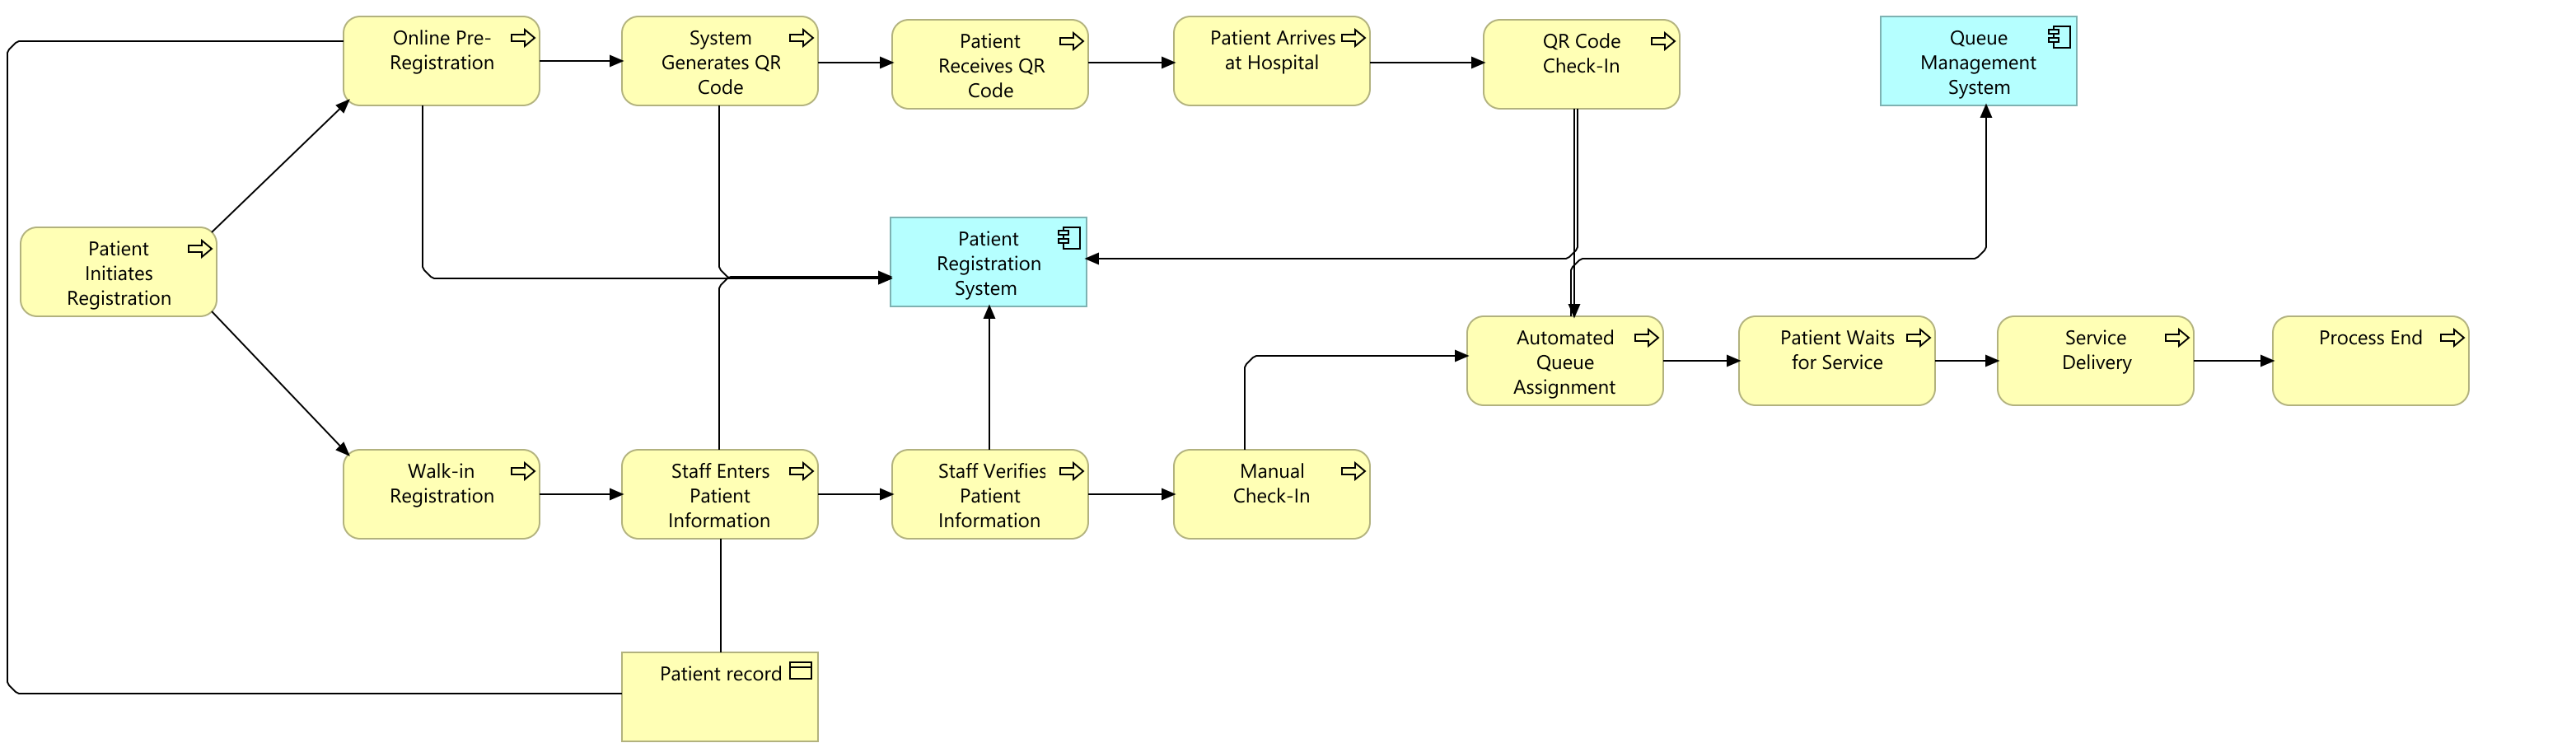 Online Pre-
Registration
System
Generates QR
Code
Patient
Receives QR
Code
Patient Arrives
at Hospital
QR Code
Check-In
Queue
Management
System
Patient
Initiates
Registration
Patient
Registration
System
Automated
Queue
Assignment
Patient Waits
for Service
Service
Delivery
Process End
Walk-in
Registration
Staff Enters
Patient
Information
Staff Verifies
Patient
Information
Manual
Check-In
Patient record